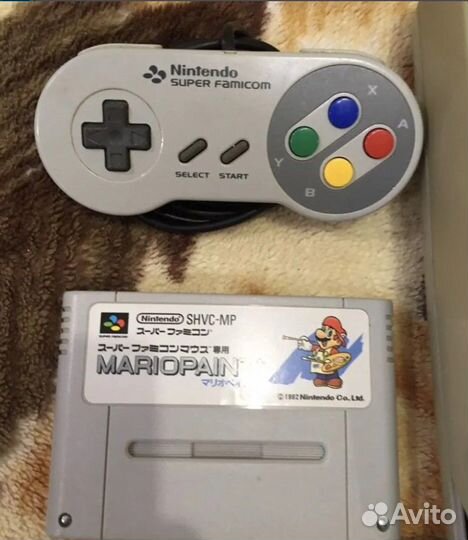 Nintendo
SUPER FAMICOM
X
A
Y
B
SELECT START
Nintendo SHVC-MP
SUPER FAMICOM
スーパーファミコン
スーパーファミコンマウス専用
MARIOPAINT
マリオペイ
©1992 Nintendo Co., Ltd.
Avito